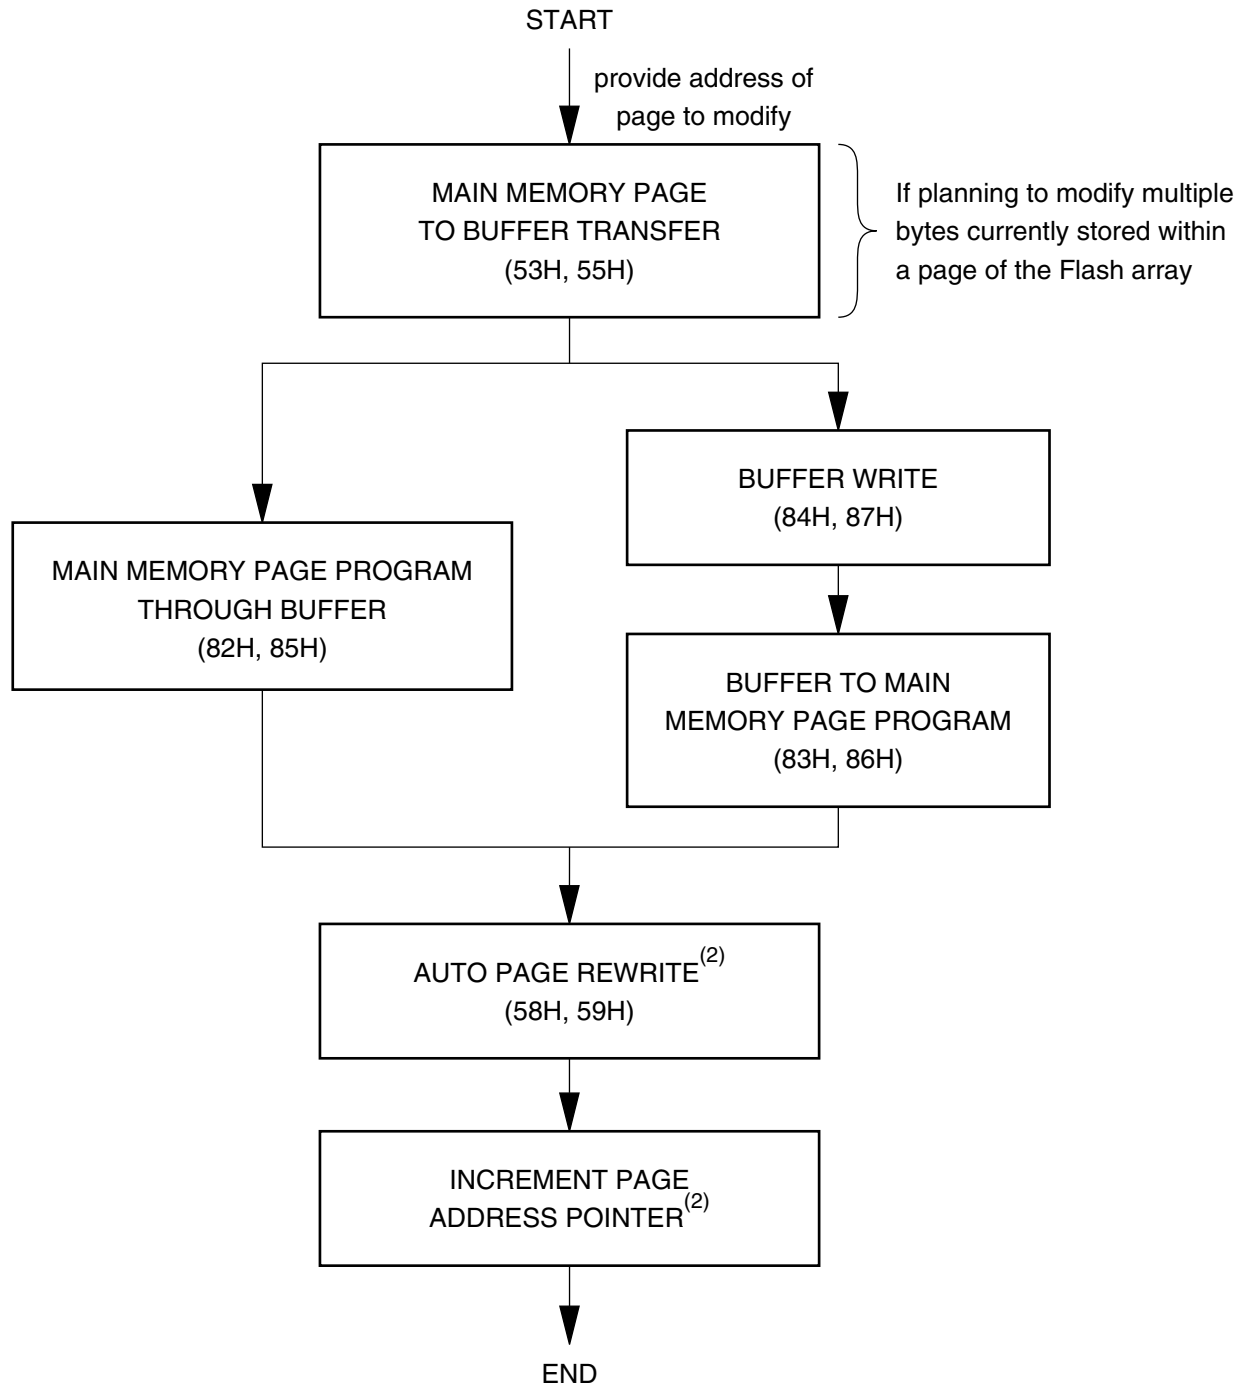 START
provide address of
page to modify
MAIN MEMORY PAGE
TO BUFFER TRANSFER
(53H, 55H)
If planning to modify multiple
bytes currently stored within
a page of the Flash array
BUFFER WRITE
(84H, 87H)
MAIN MEMORY PAGE PROGRAM
THROUGH BUFFER
(82H, 85H)
BUFFER TO MAIN
MEMORY PAGE PROGRAM
(83H, 86H)
AUTO PAGE REWRITE(2)
(58H, 59H)
INCREMENT PAGE
ADDRESS POINTER(2)
END